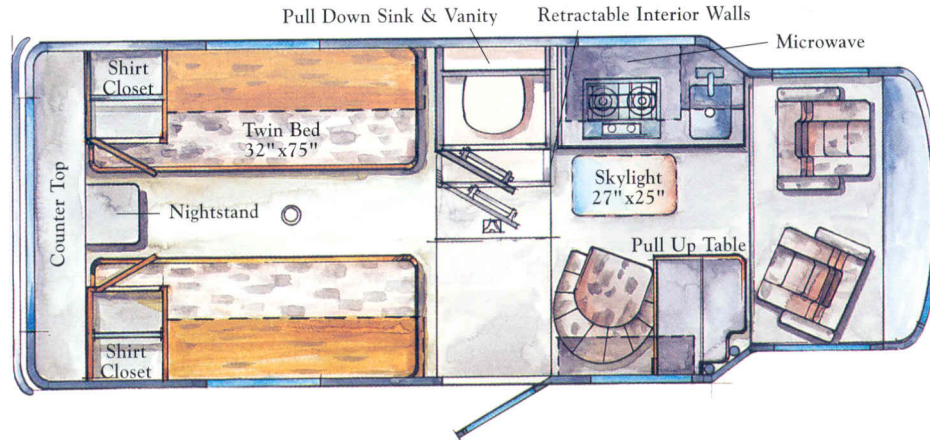 Pull Down Sink & Vanity
Retractable Interior Walls
Microwave
Shirt
Closet
Twin Bed
32"x75"
Skylight
27"x25"
Nightstand
Counter Top
Pull Up Table
Shirt
Closet